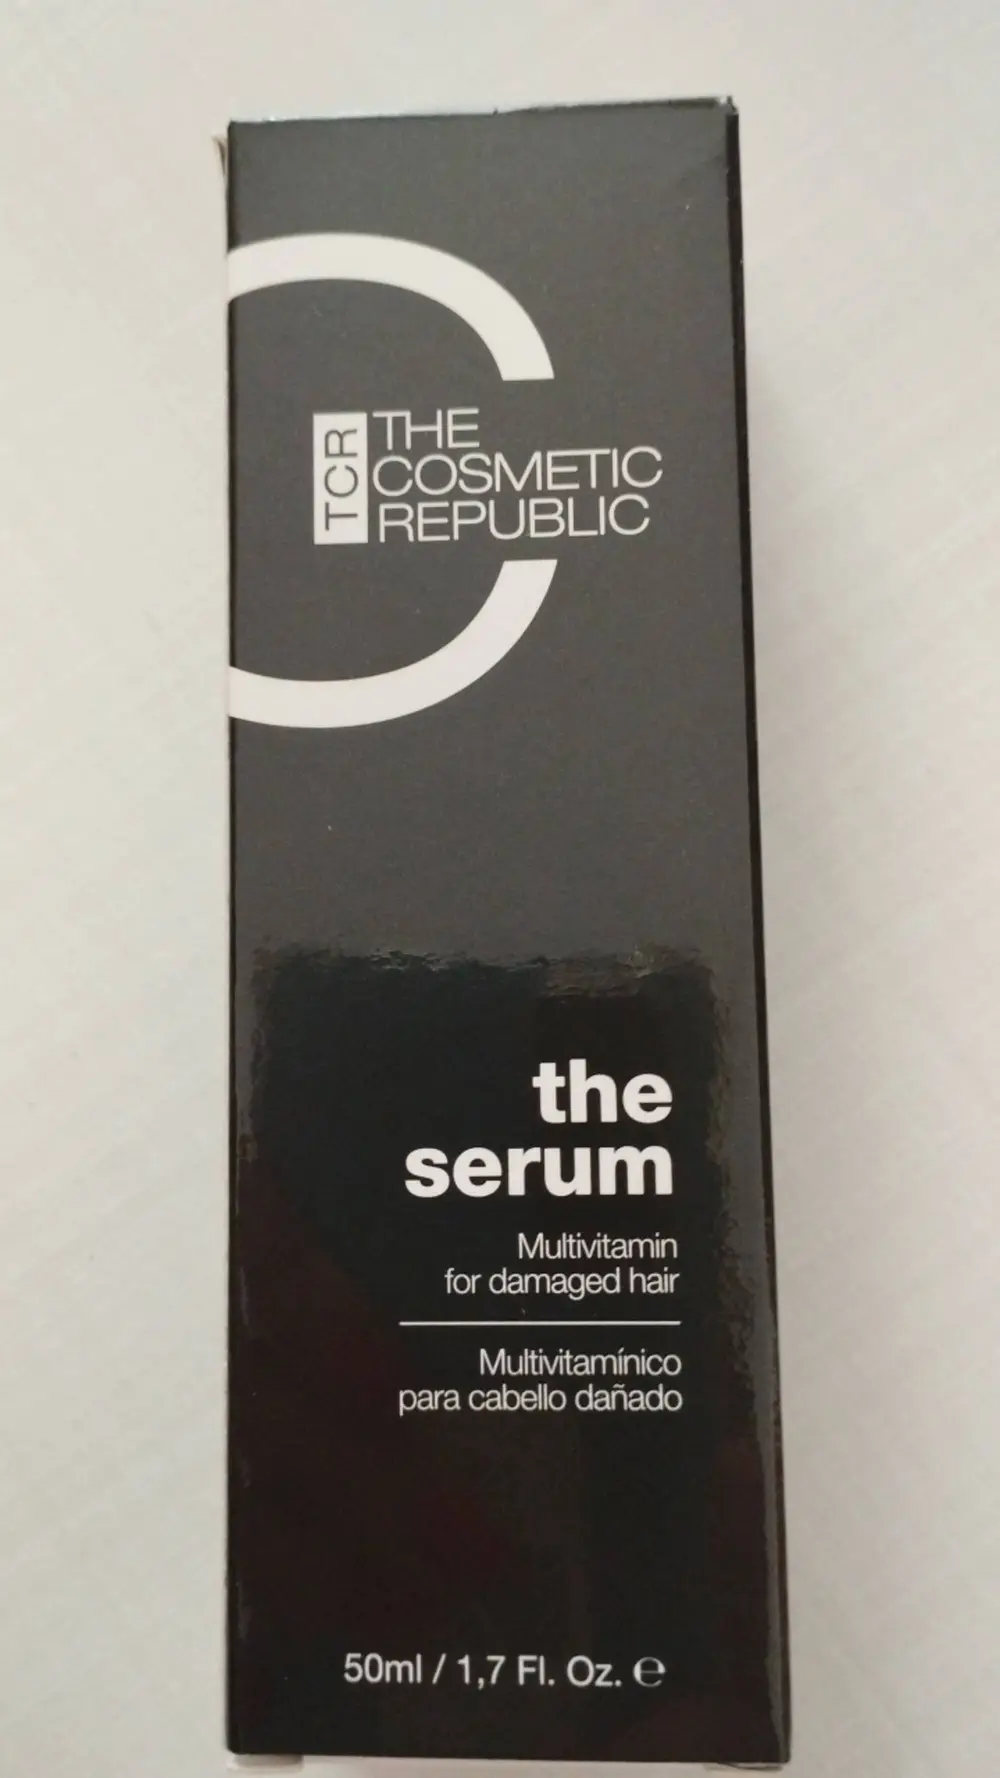 TCR
THE
COSMETIC
REPUBLIC
the
serum
Multivitamin
for damaged hair
Multivitamínico
para cabello dañado
50ml / 1,7 Fl. Oz. ℮